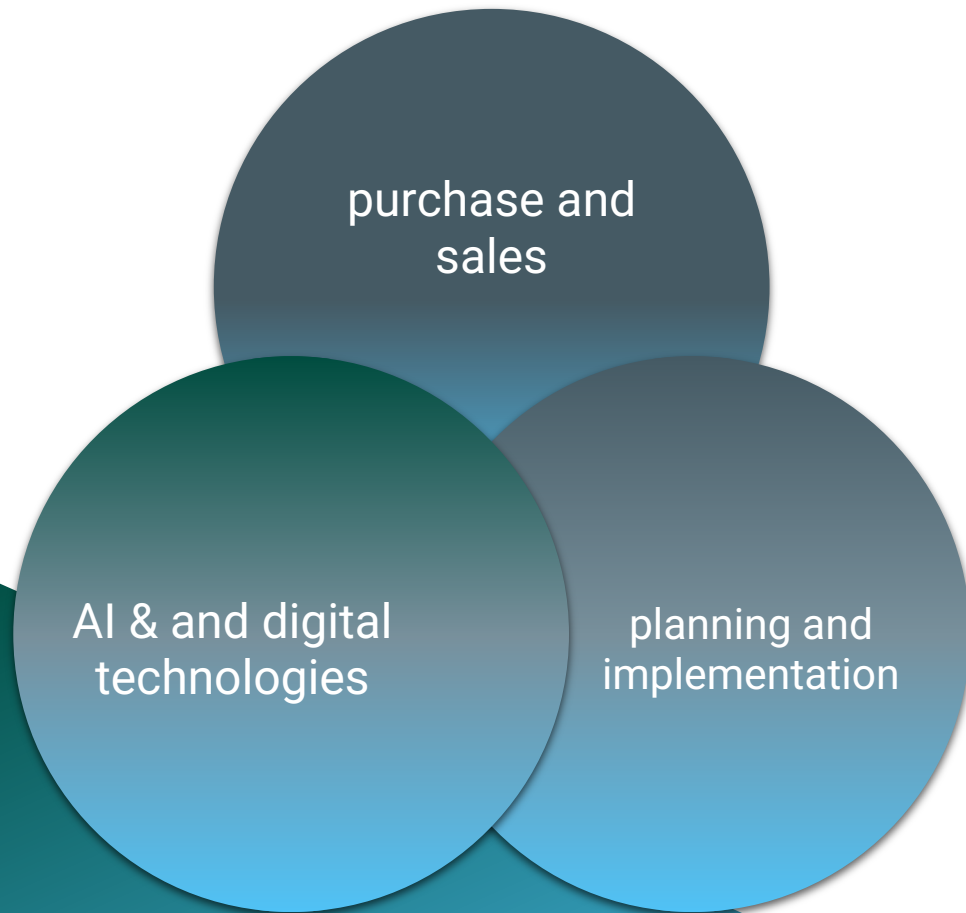 purchase and
sales
AI & and digital
technologies
planning and
implementation